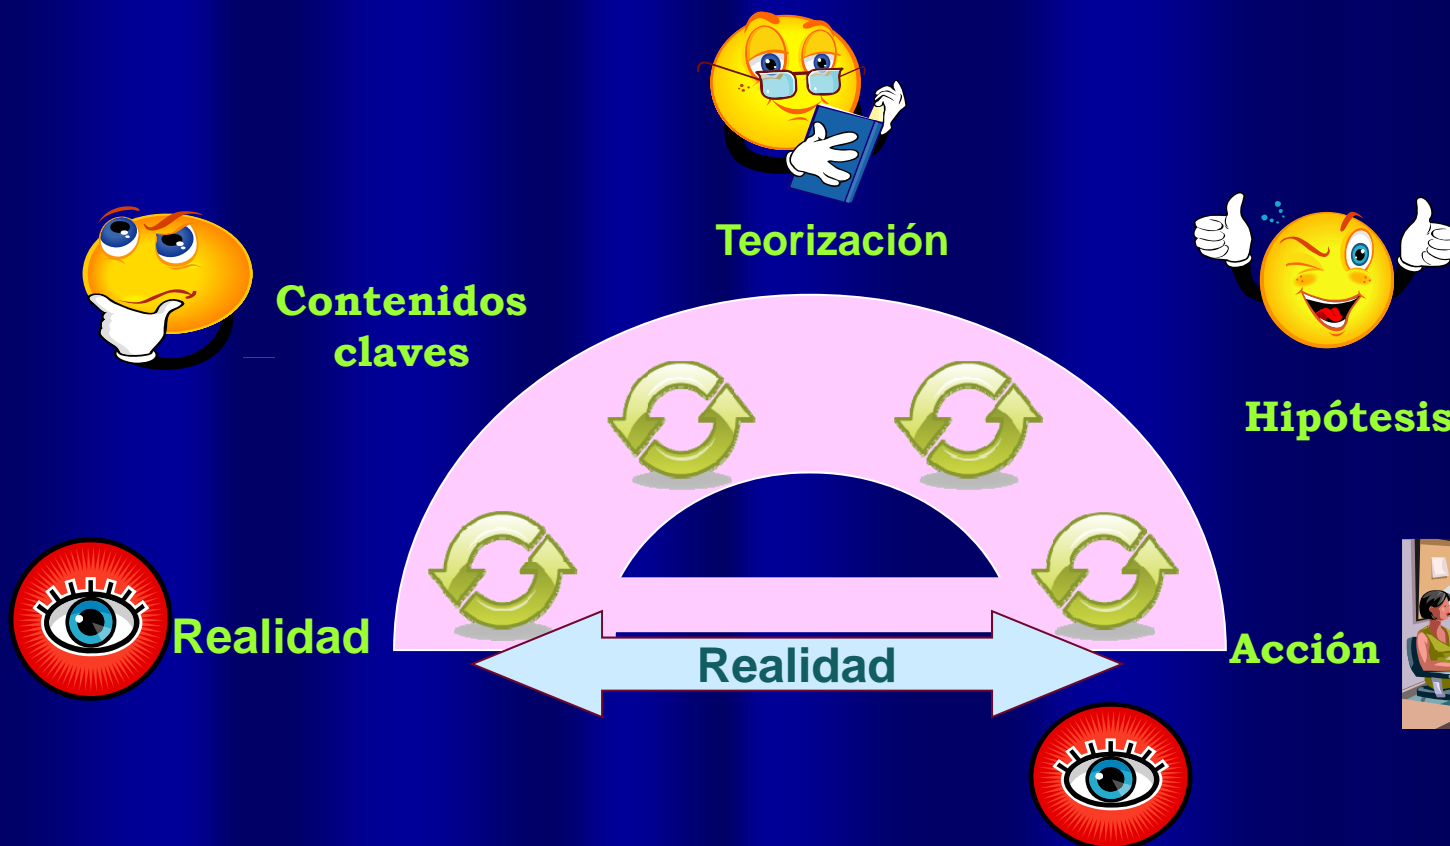 Teorización
Contenidos
claves
Hipótesis
Realidad
Acción
Realidad